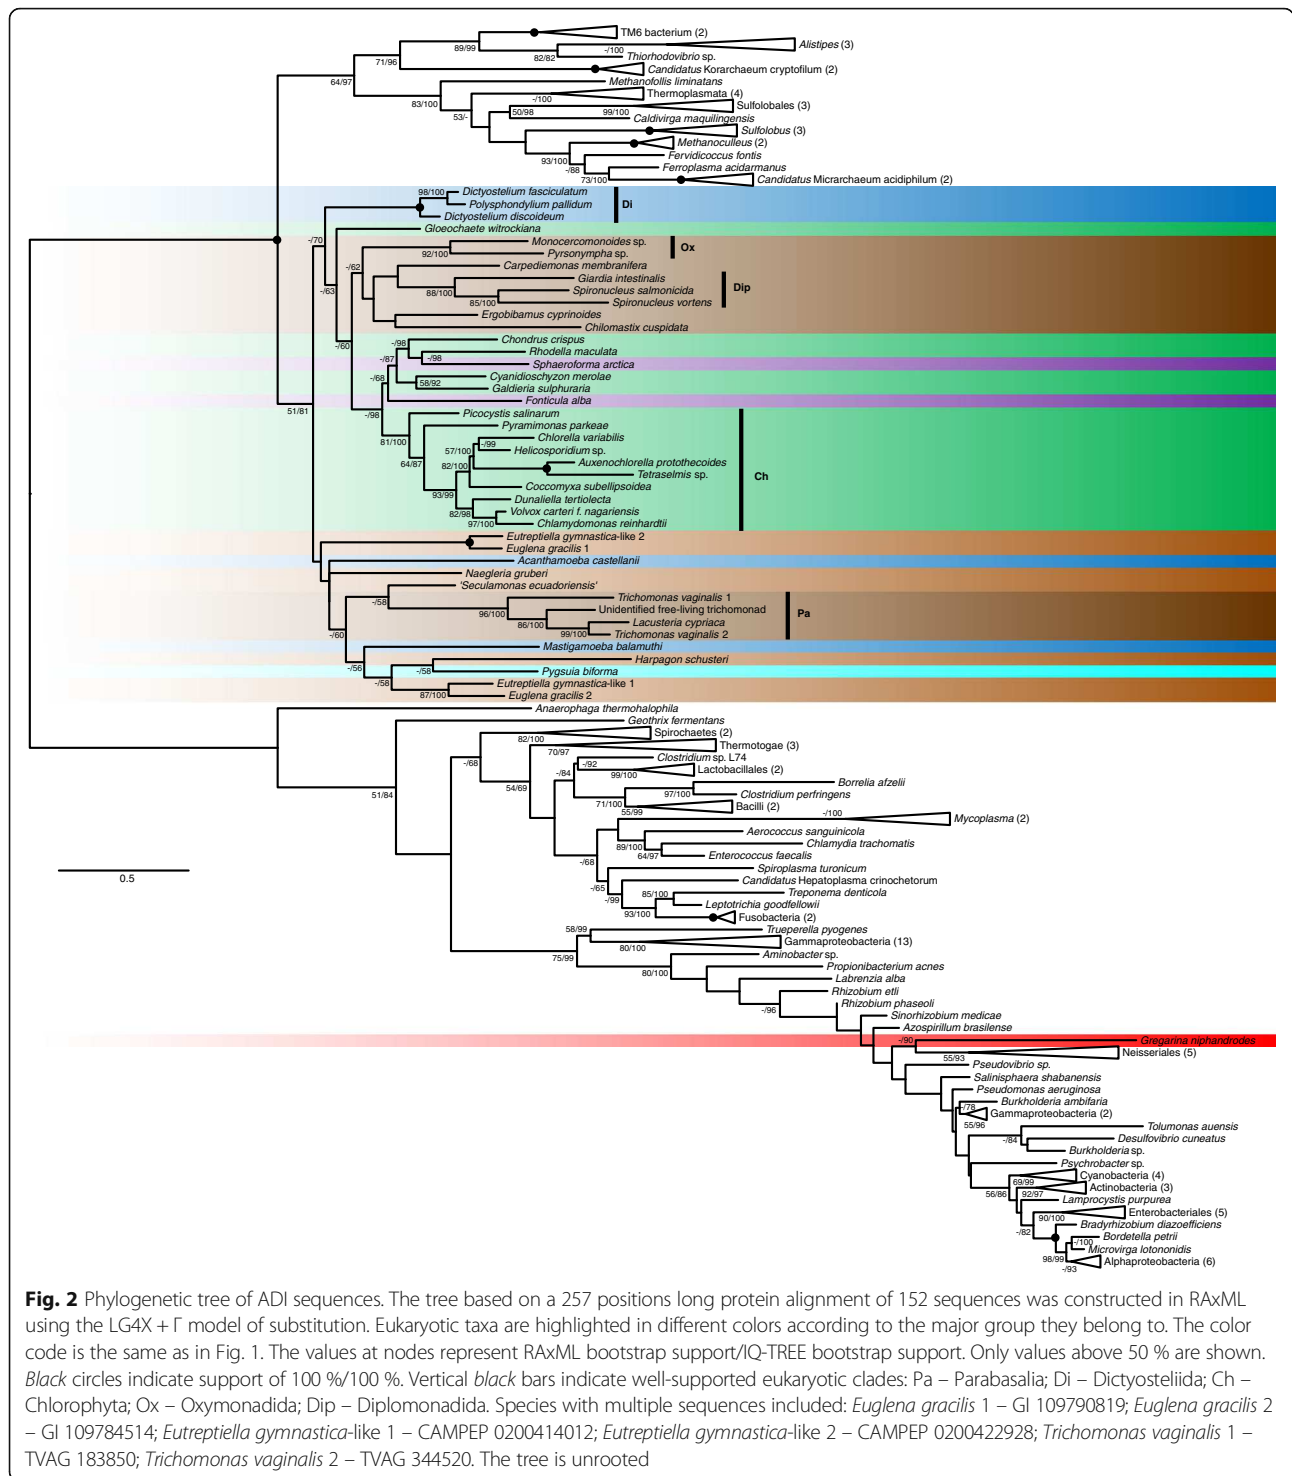 TM6 bacterium (2)
89/99
-/100
Alistipes (3)
82/82
Thiorhodovibrio sp.
71/96
Candidatus Korarchaeum cryptofilum (2)
64/97
Methanofollis liminatans
83/100
-/100
Thermoplasmata (4)
53/-
50/98
99/100
Sulfolobales (3)
Caldivirga maquilingensis
Sulfolobus (3)
Methanoculleus (2)
93/100
Fervidicoccus fontis
-/88
Ferroplasma acidarmanus
73/100
Candidatus Micrarchaeum acidiphilum (2)
98/100
Dictyostelium fasciculatum
Polysphondylium pallidum
Di
Dictyostelium discoideum
Gloeochaete witrockiana
-/70
Monocercomonoides sp.
Ox
92/100
Pyrsonympha sp.
-/62
Carpediemonas membranifera
-/63
Giardia intestinalis
88/100
Spironucleus salmonicida
Dip
85/100
Spironucleus vortens
Ergobibamus cyprinoides
Chilomastix cuspidata
-/60
-/98
Chondrus crispus
-/87
Rhodella maculata
-/98
Sphaeroforma arctica
-/68
Cyanidioschyzon merolae
58/92
Galdieria sulphuraria
Fonticula alba
51/81
-/98
Picocystis salinarum
Pyramimonas parkeae
81/100
Chlorella variabilis
-/99
57/100
Helicosporidium sp.
64/87
82/100
Auxenochlorella protothecoides
Tetraselmis sp.
Ch
Coccomyxa subellipsoidea
93/99
Dunaliella tertiolecta
82/98
Volvox carteri f. nagariensis
97/100
Chlamydomonas reinhardtii
Eutreptiella gymnastica-like 2
Euglena gracilis 1
Acanthamoeba castellanii
Naegleria gruberi
'Seculamonas ecuadoriensis'
-/58
Trichomonas vaginalis 1
96/100
Unidentified free-living trichomonad
Pa
86/100
Lacusteria cypriaca
-/60
99/100
Trichomonas vaginalis 2
Mastigamoeba balamuthi
-/56
Harpagon schusteri
-/58
Pygsuia biforma
-/58
Eutreptiella gymnastica-like 1
87/100
Euglena gracilis 2
Anaerophaga thermohalophila
Geothrix fermentans
82/100
Spirochaetes (2)
70/97
Thermotogae (3)
-/68
Clostridium sp. L74
-/92
-/84
99/100
Lactobacillales (2)
54/69
Borrelia afzelii
51/84
97/100
Clostridium perfringens
71/100
55/99
Bacilli (2)
-/100
Mycoplasma (2)
Aerococcus sanguinicola
89/100
Chlamydia trachomatis
64/97
Enterococcus faecalis
-/68
Spiroplasma turonicum
0.5
-/65
Candidatus Hepatoplasma crinochetorum
-/99
85/100
Treponema denticola
Leptotrichia goodfellowii
93/100
Fusobacteria (2)
58/99
Trueperella pyogenes
80/100
Gammaproteobacteria (13)
75/99
Aminobacter sp.
80/100
Propionibacterium acnes
Labrenzia alba
Rhizobium etli
-/96
Rhizobium phaseoli
Sinorhizobium medicae
Azospirillum brasilense
-/90
Gregarina niphandrodes
55/93
Neisseriales (5)
Pseudovibrio sp.
Salinisphaera shabanensis
Pseudomonas aeruginosa
Burkholderia ambifaria
-/78
Gammaproteobacteria (2)
55/96
Tolumonas auensis
-/84
Desulfovibrio cuneatus
Burkholderia sp.
Psychrobacter sp.
69/99
Cyanobacteria (4)
56/86
92/97
Actinobacteria (3)
Lamprocystis purpurea
90/100
Enterobacteriales (5)
-/82
Bradyrhizobium diazoefficiens
Bordetella petrii
-/100
Microvirga lotononidis
98/99
Alphaproteobacteria (6)
-/93
Fig. 2 Phylogenetic tree of ADI sequences. The tree based on a 257 positions long protein alignment of 152 sequences was constructed in RAxML
using the LG4X + Γ model of substitution. Eukaryotic taxa are highlighted in different colors according to the major group they belong to. The color
code is the same as in Fig. 1. The values at nodes represent RAxML bootstrap support/IQ-TREE bootstrap support. Only values above 50 % are shown.
Black circles indicate support of 100 %/100 %. Vertical black bars indicate well-supported eukaryotic clades: Pa – Parabasalia; Di – Dictyosteliida; Ch –
Chlorophyta; Ox – Oxymonadida; Dip – Diplomonadida. Species with multiple sequences included: Euglena gracilis 1 – GI 109790819; Euglena gracilis 2
– GI 109784514; Eutreptiella gymnastica-like 1 – CAMPEP 0200414012; Eutreptiella gymnastica-like 2 – CAMPEP 0200422928; Trichomonas vaginalis 1 –
TVAG 183850; Trichomonas vaginalis 2 – TVAG 344520. The tree is unrooted